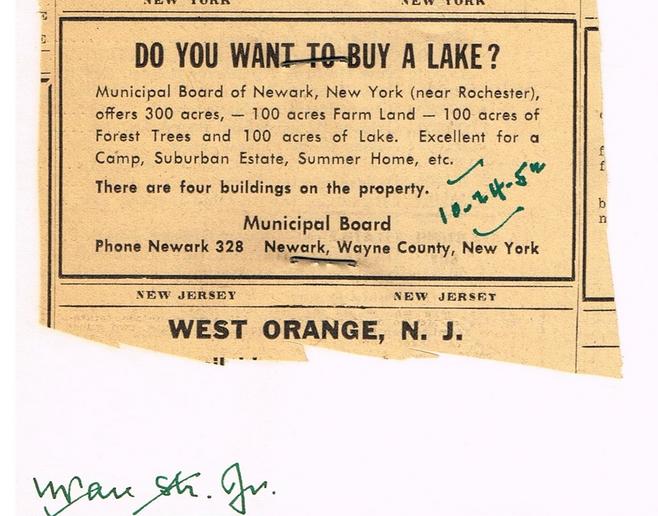 NEW YORK NEW YORK
DO YOU WANT TO BUY A LAKE?
Municipal Board of Newark, New York (near Rochester),
offers 300 acres, — 100 acres Farm Land — 100 acres of
Forest Trees and 100 acres of Lake. Excellent for a
Camp, Suburban Estate, Summer Home, etc.
There are four buildings on the property.
10-24-5
Municipal Board
Phone Newark 328 Newark, Wayne County, New York
NEW JERSEY NEW JERSEY
WEST ORANGE, N. J.
Jr.